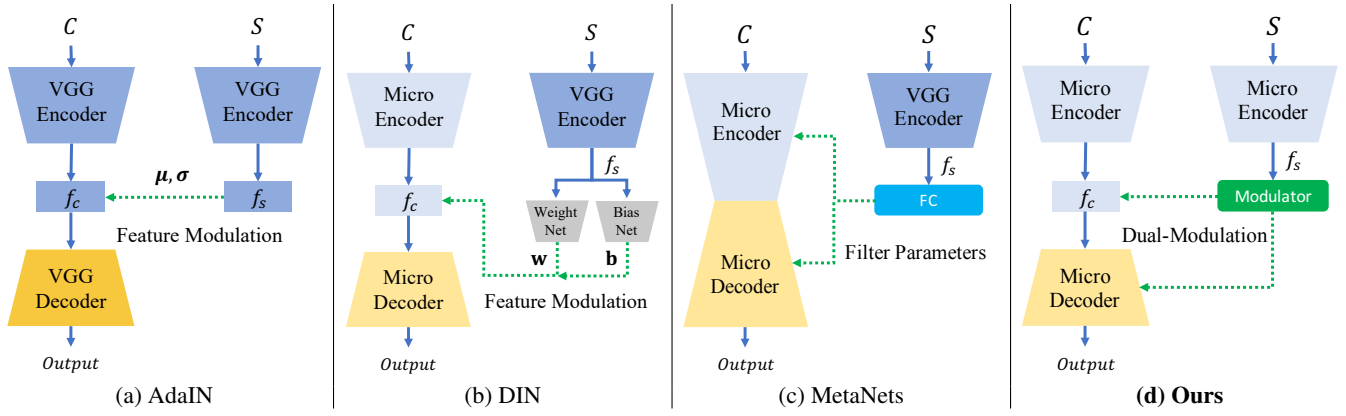 C
S
VGG
Encoder
VGG
Encoder
μ, σ
f_c
f_s
Feature Modulation
VGG
Decoder
Output
(a) AdaIN
C
S
Micro
Encoder
VGG
Encoder
f_s
f_c
Weight
Net
Bias
Net
w
b
Micro
Decoder
Feature Modulation
Output
(b) DIN
C
S
Micro
Encoder
VGG
Encoder
f_s
FC
Filter Parameters
Micro
Decoder
Output
(c) MetaNets
C
S
Micro
Encoder
Micro
Encoder
f_s
f_c
Modulator
Dual-Modulation
Micro
Decoder
Output
(d) Ours